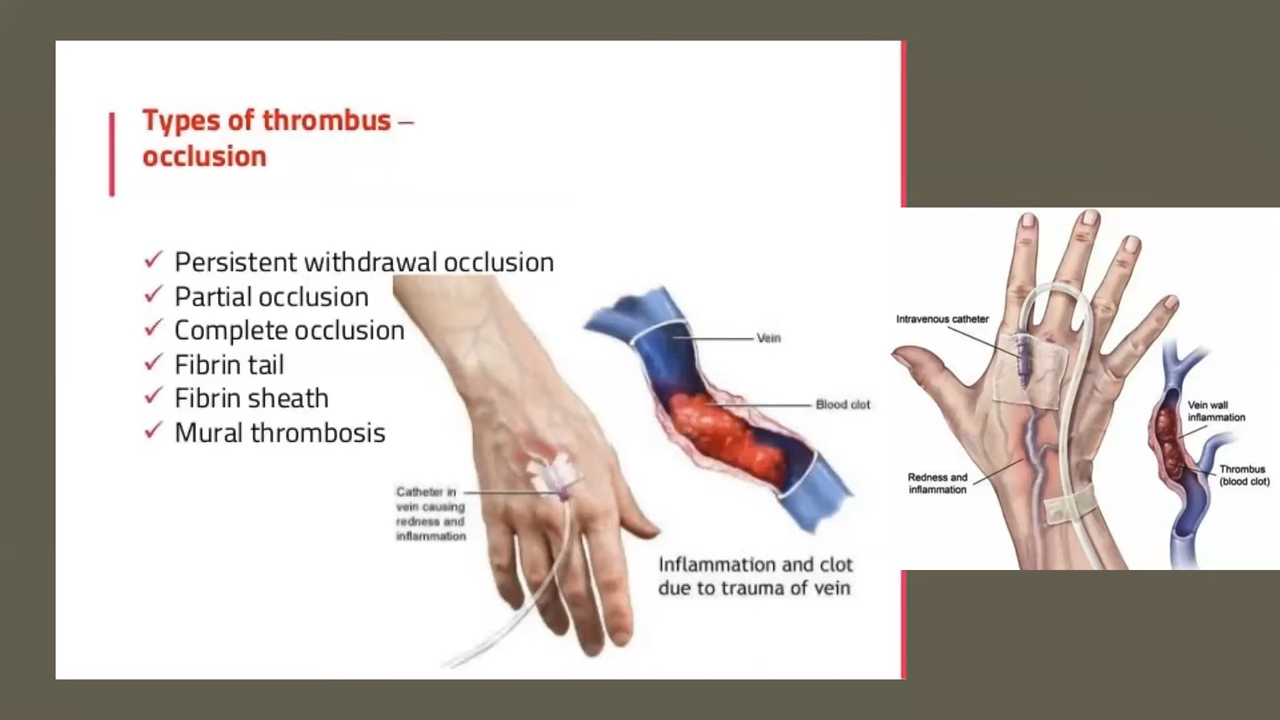 Types of thrombus –
occlusion
✓ Persistent withdrawal occlusion
✓ Partial occlusion
✓ Complete occlusion
✓ Fibrin tail
✓ Fibrin sheath
✓ Mural thrombosis
Vein
Blood clot
Catheter in
vein causing
redness and
inflammation
Inflammation and clot
due to trauma of vein
Intravenous catheter
Redness and
inflammation
Vein wall
inflammation
Thrombus
(blood clot)